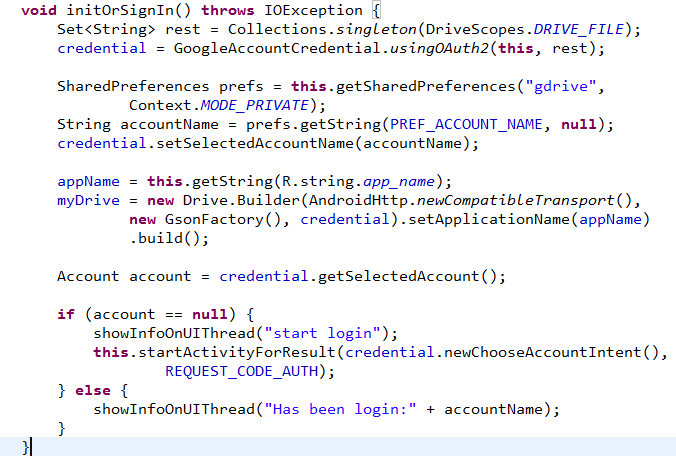 void initOrSignIn() throws IOException {
    Set<String> rest = Collections.singleton(DriveScopes.DRIVE_FILE);
    credential = GoogleAccountCredential.usingOAuth2(this, rest);

    SharedPreferences prefs = this.getSharedPreferences("gdrive",
            Context.MODE_PRIVATE);
    String accountName = prefs.getString(PREF_ACCOUNT_NAME, null);
    credential.setSelectedAccountName(accountName);

    appName = this.getString(R.string.app_name);
    myDrive = new Drive.Builder(AndroidHttp.newCompatibleTransport(),
            new GsonFactory(), credential).setApplicationName(appName)
            .build();

    Account account = credential.getSelectedAccount();

    if (account == null) {
        showInfoOnUIThread("start login");
        this.startActivityForResult(credential.newChooseAccountIntent(),
                REQUEST_CODE_AUTH);
    } else {
        showInfoOnUIThread("Has been login:" + accountName);
    }
}